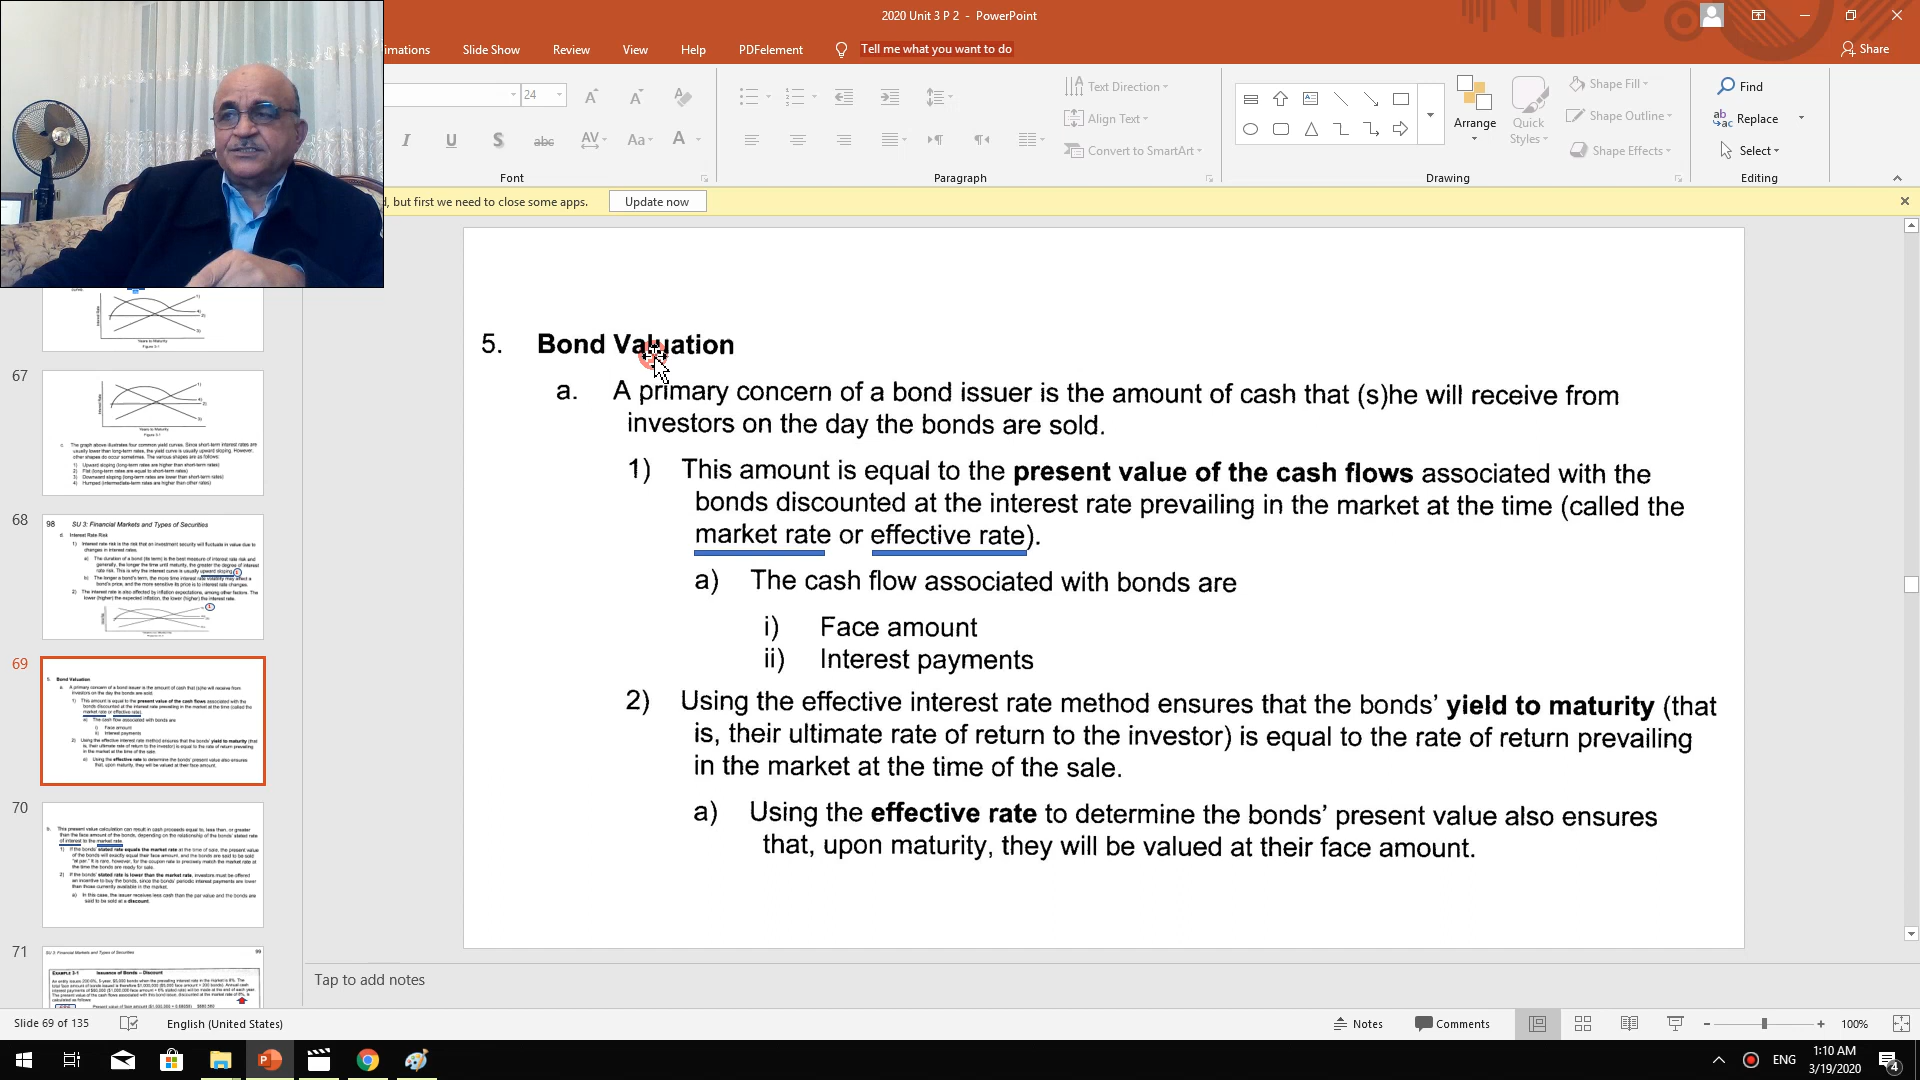 2020 Unit 3 P 2 - PowerPoint
imations Slide Show Review View Help PDFelement Tell me what you want to do Share
24
Text Direction
Align Text
Convert to SmartArt
Arrange
Quick Styles
Shape Fill
Shape Outline
Shape Effects
Find
Replace
Select
Font Paragraph Drawing Editing
, but first we need to close some apps. Update now
5. Bond Valuation
a. A primary concern of a bond issuer is the amount of cash that (s)he will receive from
investors on the day the bonds are sold.
1) This amount is equal to the present value of the cash flows associated with the
bonds discounted at the interest rate prevailing in the market at the time (called the
market rate or effective rate).
a) The cash flow associated with bonds are
i) Face amount
ii) Interest payments
2) Using the effective interest rate method ensures that the bonds' yield to maturity (that
is, their ultimate rate of return to the investor) is equal to the rate of return prevailing
in the market at the time of the sale.
a) Using the effective rate to determine the bonds' present value also ensures
that, upon maturity, they will be valued at their face amount.
67
68
98 SU 3: Financial Markets and Types of Securities
69
70
71
Tap to add notes
Slide 69 of 135 English (United States) Notes Comments 100%
ENG 1:10 AM
3/19/2020
4